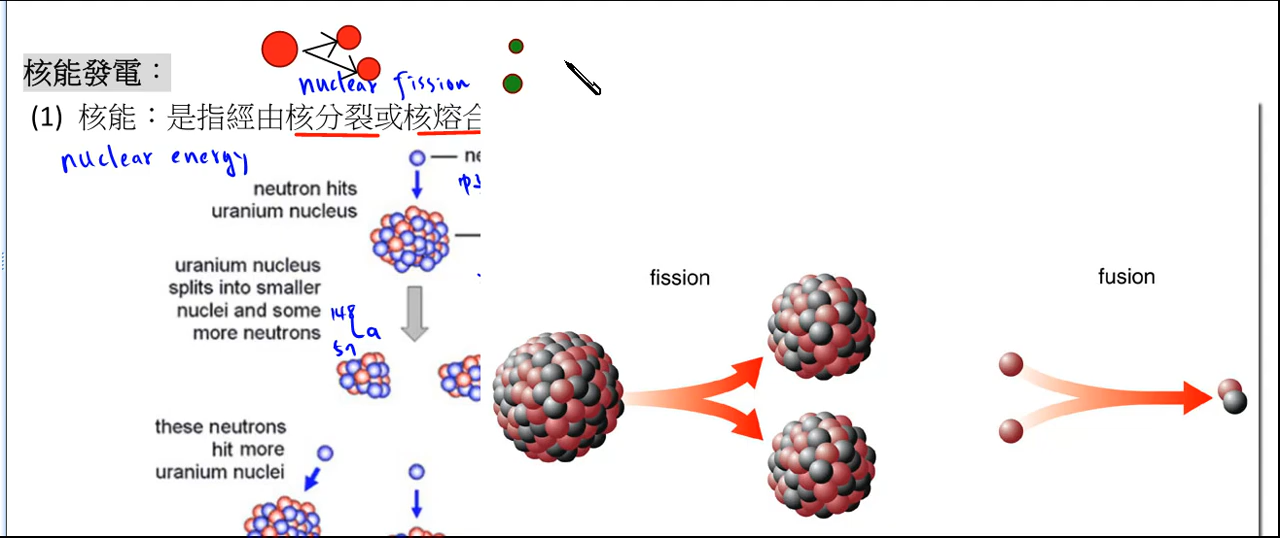 核能發電：
nuclear fission
(1) 核能：是指經由核分裂或核熔合
nuclear energy
neutron hits
uranium nucleus
uranium nucleus
splits into smaller
nuclei and some
more neutrons
148
57
La
these neutrons
hit more
uranium nuclei
fission
fusion